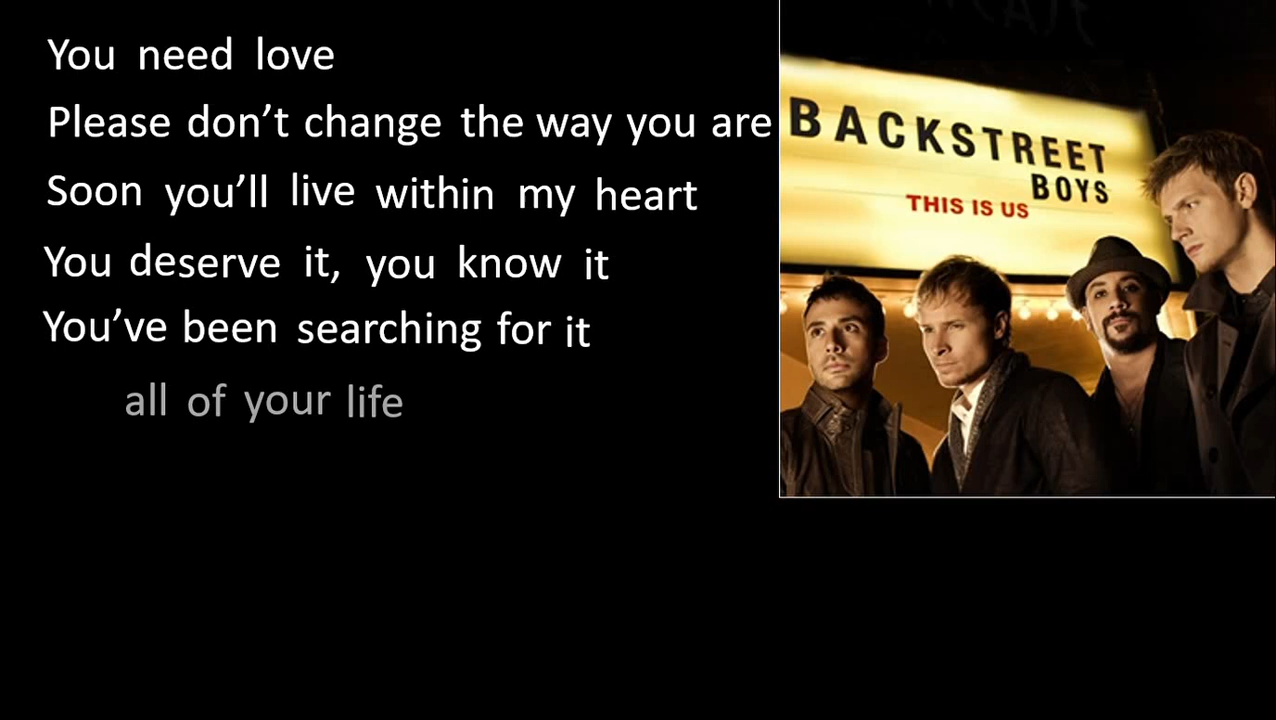 You need love
Please don’t change the way you are
Soon you’ll live within my heart
You deserve it, you know it
You’ve been searching for it
all of your life
BACKSTREET
BOYS
THIS IS US